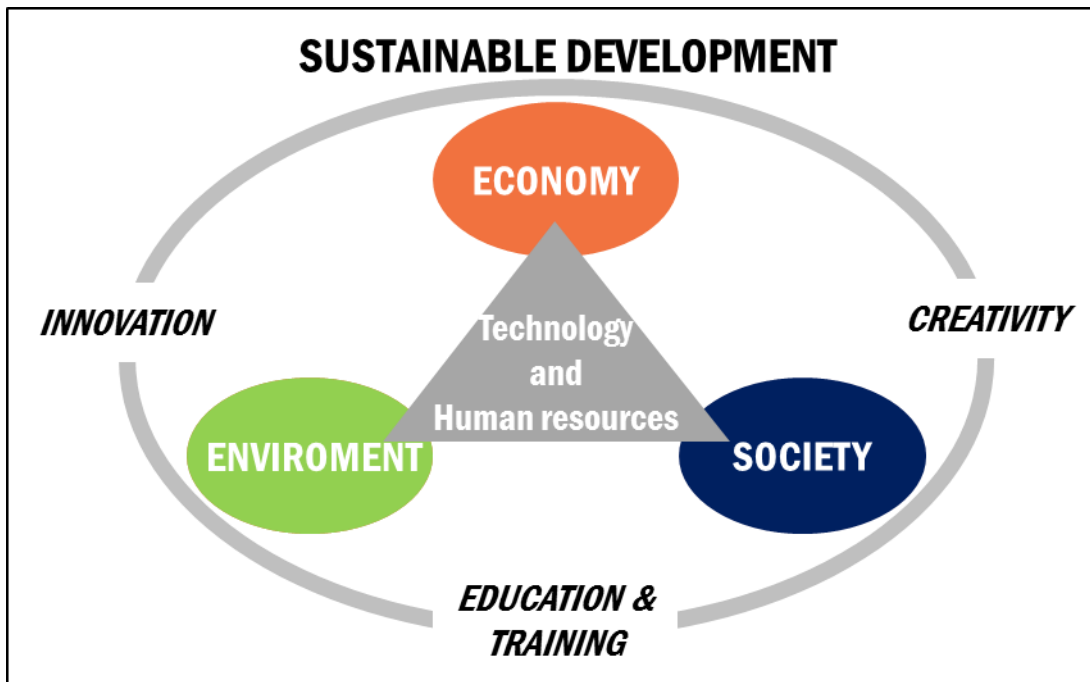 SUSTAINABLE DEVELOPMENT
ECONOMY
INNOVATION
CREATIVITY
Technology
and
Human resources
ENVIROMENT
SOCIETY
EDUCATION &
TRAINING